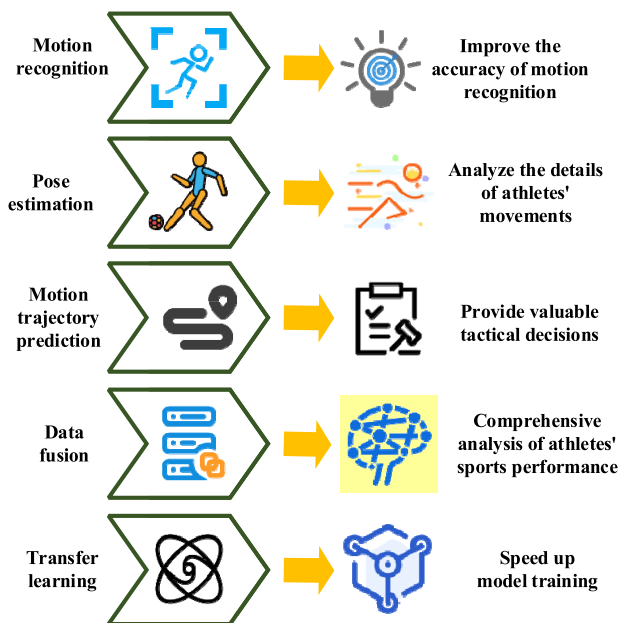 Motion
recognition
Improve the
accuracy of motion
recognition
Pose
estimation
Analyze the details
of athletes'
movements
Motion
trajectory
prediction
Provide valuable
tactical decisions
Data
fusion
Comprehensive
analysis of athletes'
sports performance
Transfer
learning
Speed up
model training